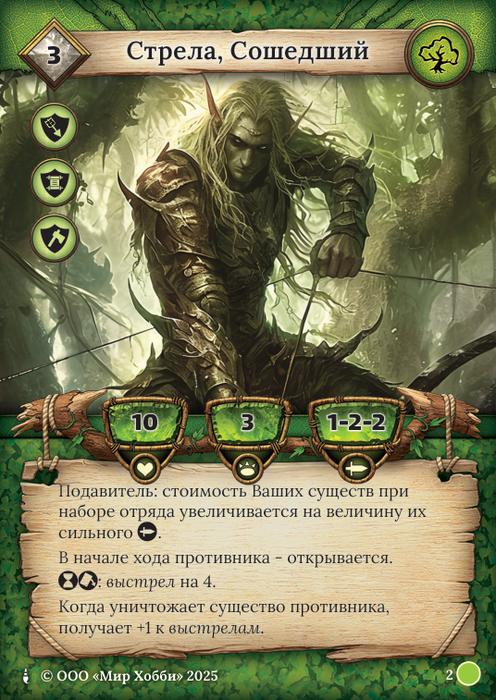 3
Стрела, Сошедший
10
3
1-2-2
Подавитель: стоимость Ваших существ при
наборе отряда увеличивается на величину их
сильного .
В начале хода противника - открывается.
: выстрел на 4.
Когда уничтожает существо противника,
получает +1 к выстрелам.
© ООО «Мир Хобби» 2025
2